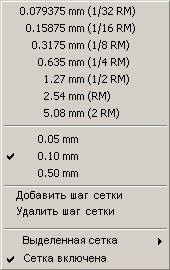 0.079375 mm (1/32 RM)
0.15875 mm (1/16 RM)
0.3175 mm (1/8 RM)
0.635 mm (1/4 RM)
1.27 mm (1/2 RM)
2.54 mm (RM)
5.08 mm (2 RM)
0.05 mm
0.10 mm
0.50 mm
Добавить шаг сетки
Удалить шаг сетки
Выделенная сетка
Сетка включена